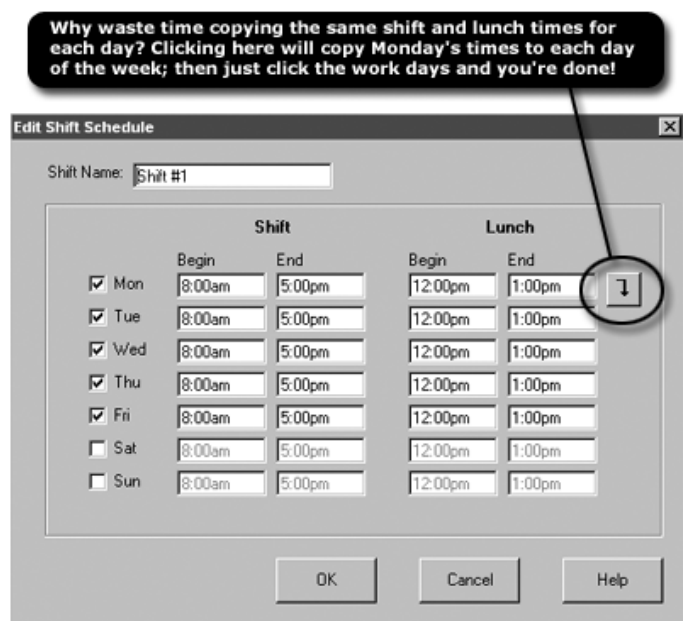 Why waste time copying the same shift and lunch times for
each day? Clicking here will copy Monday's times to each day
of the week; then just click the work days and you're done!
Edit Shift Schedule
Shift Name: Shift #1
Shift Lunch
Begin End Begin End
Mon 8:00am 5:00pm 12:00pm 1:00pm
Tue 8:00am 5:00pm 12:00pm 1:00pm
Wed 8:00am 5:00pm 12:00pm 1:00pm
Thu 8:00am 5:00pm 12:00pm 1:00pm
Fri 8:00am 5:00pm 12:00pm 1:00pm
Sat 8:00am 5:00pm 12:00pm 1:00pm
Sun 8:00am 5:00pm 12:00pm 1:00pm
OK Cancel Help